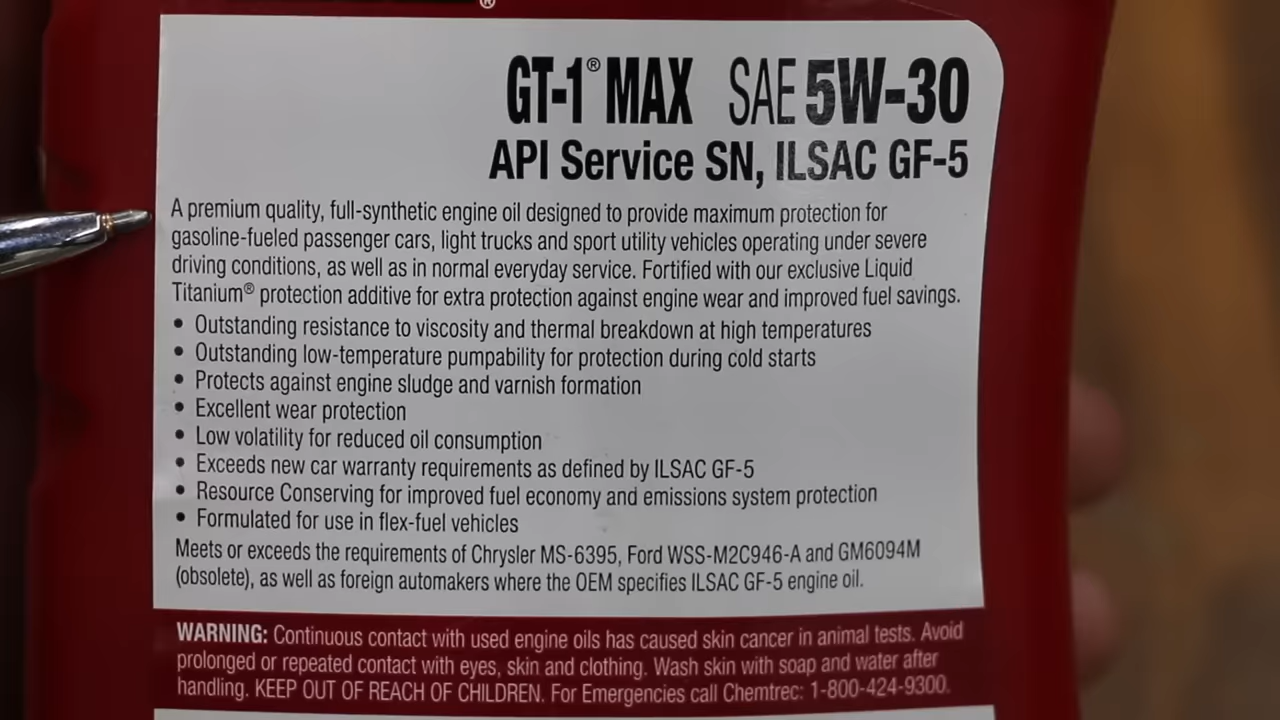 ®
GT-1® MAX SAE 5W-30
API Service SN, ILSAC GF-5
A premium quality, full-synthetic engine oil designed to provide maximum protection for
gasoline-fueled passenger cars, light trucks and sport utility vehicles operating under severe
driving conditions, as well as in normal everyday service. Fortified with our exclusive Liquid
Titanium® protection additive for extra protection against engine wear and improved fuel savings.
• Outstanding resistance to viscosity and thermal breakdown at high temperatures
• Outstanding low-temperature pumpability for protection during cold starts
• Protects against engine sludge and varnish formation
• Excellent wear protection
• Low volatility for reduced oil consumption
• Exceeds new car warranty requirements as defined by ILSAC GF-5
• Resource Conserving for improved fuel economy and emissions system protection
• Formulated for use in flex-fuel vehicles
Meets or exceeds the requirements of Chrysler MS-6395, Ford WSS-M2C946-A and GM6094M
(obsolete), as well as foreign automakers where the OEM specifies ILSAC GF-5 engine oil.
WARNING: Continuous contact with used engine oils has caused skin cancer in animal tests. Avoid
prolonged or repeated contact with eyes, skin and clothing. Wash skin with soap and water after
handling. KEEP OUT OF REACH OF CHILDREN. For Emergencies call Chemtrec: 1-800-424-9300.